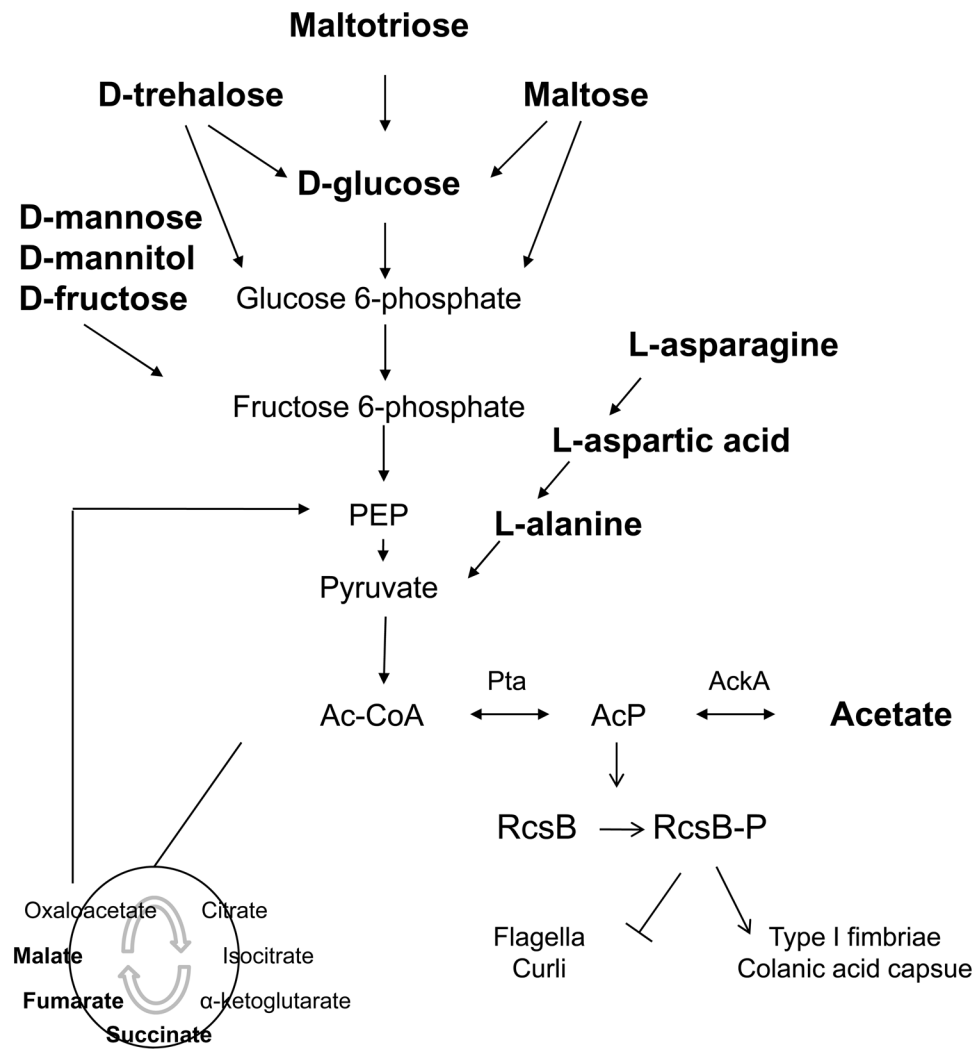 Maltotriose
D-trehalose
Maltose
D-glucose
D-mannose
D-mannitol
D-fructose
Glucose 6-phosphate
L-asparagine
Fructose 6-phosphate
L-aspartic acid
PEP
L-alanine
Pyruvate
Pta
AckA
Ac-CoA
AcP
Acetate
RcsB
RcsB-P
Oxaloacetate
Citrate
Malate
Isocitrate
Fumarate
α-ketoglutarate
Succinate
Flagella
Curli
Type I fimbriae
Colanic acid capsue